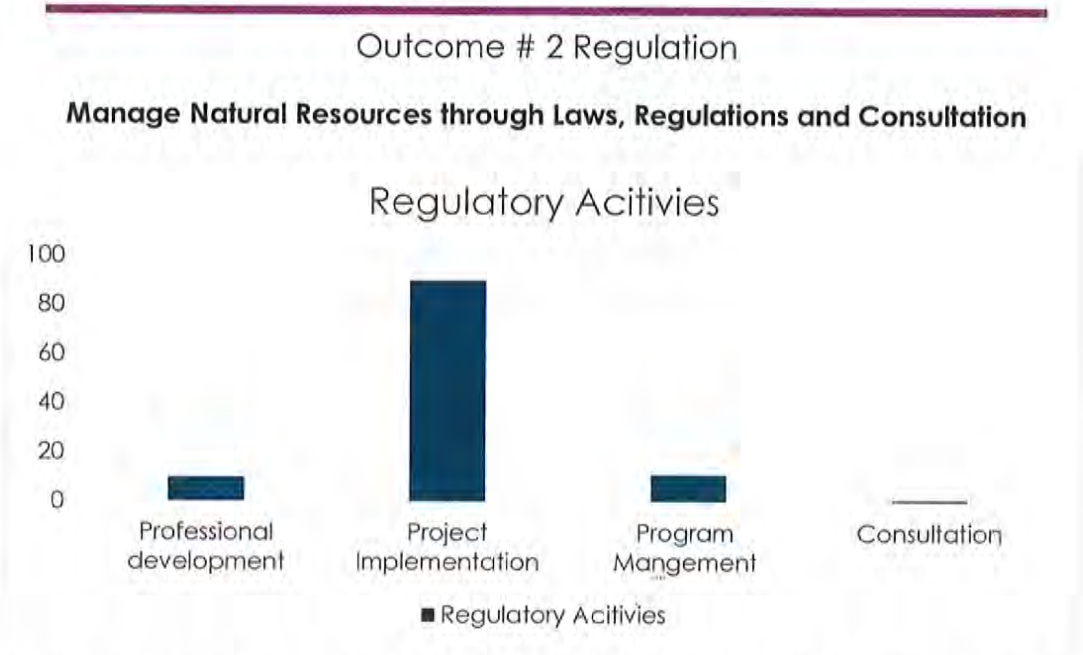 Outcome # 2 Regulation
Manage Natural Resources through Laws, Regulations and Consultation
Regulatory Acitivies
100
80
60
40
20
0
Professional
development
Project
Implementation
Program
Mangement
Consultation
Regulatory Acitivies